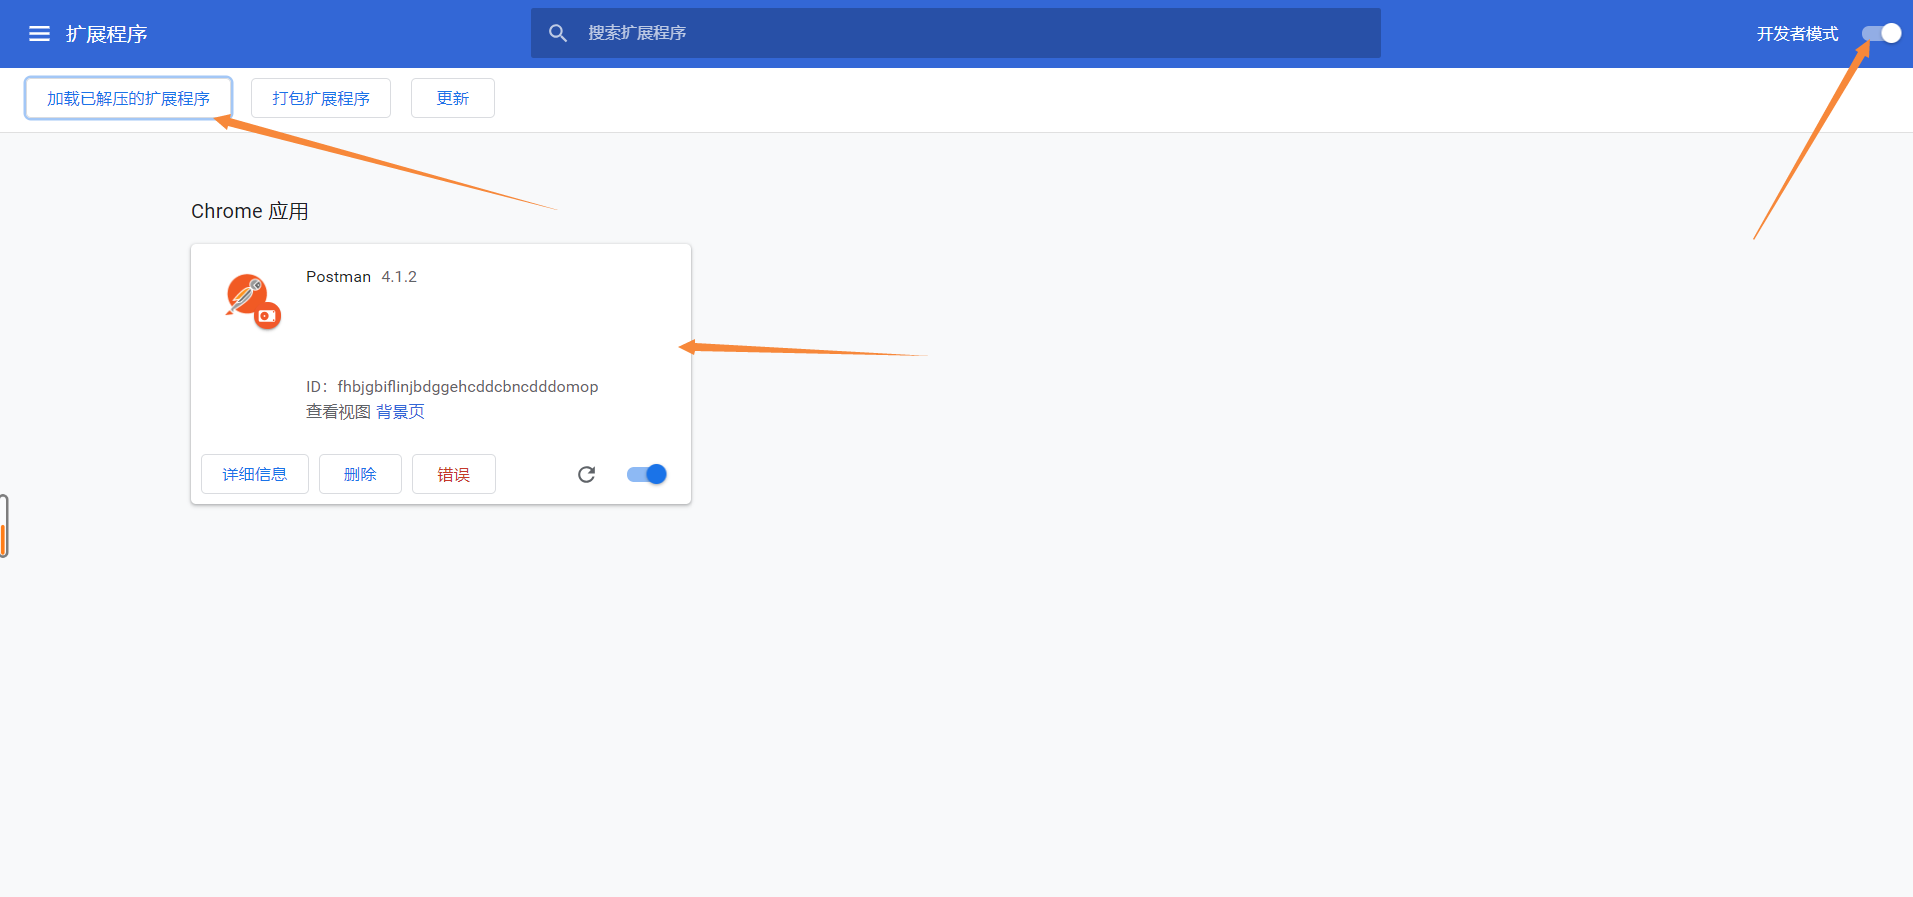 扩展程序
搜索扩展程序
开发者模式
加载已解压的扩展程序
打包扩展程序
更新
Chrome 应用
Postman 4.1.2
ID：fhbjgbiflinjbdggehcddcbncdddomop
查看视图 背景页
详细信息
删除
错误